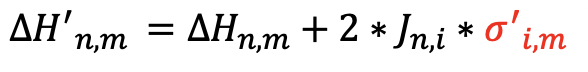 ΔH'ₙ,ₘ = ΔHₙ,ₘ + 2 * Jₙ,ᵢ * σ'ᵢ,ₘ